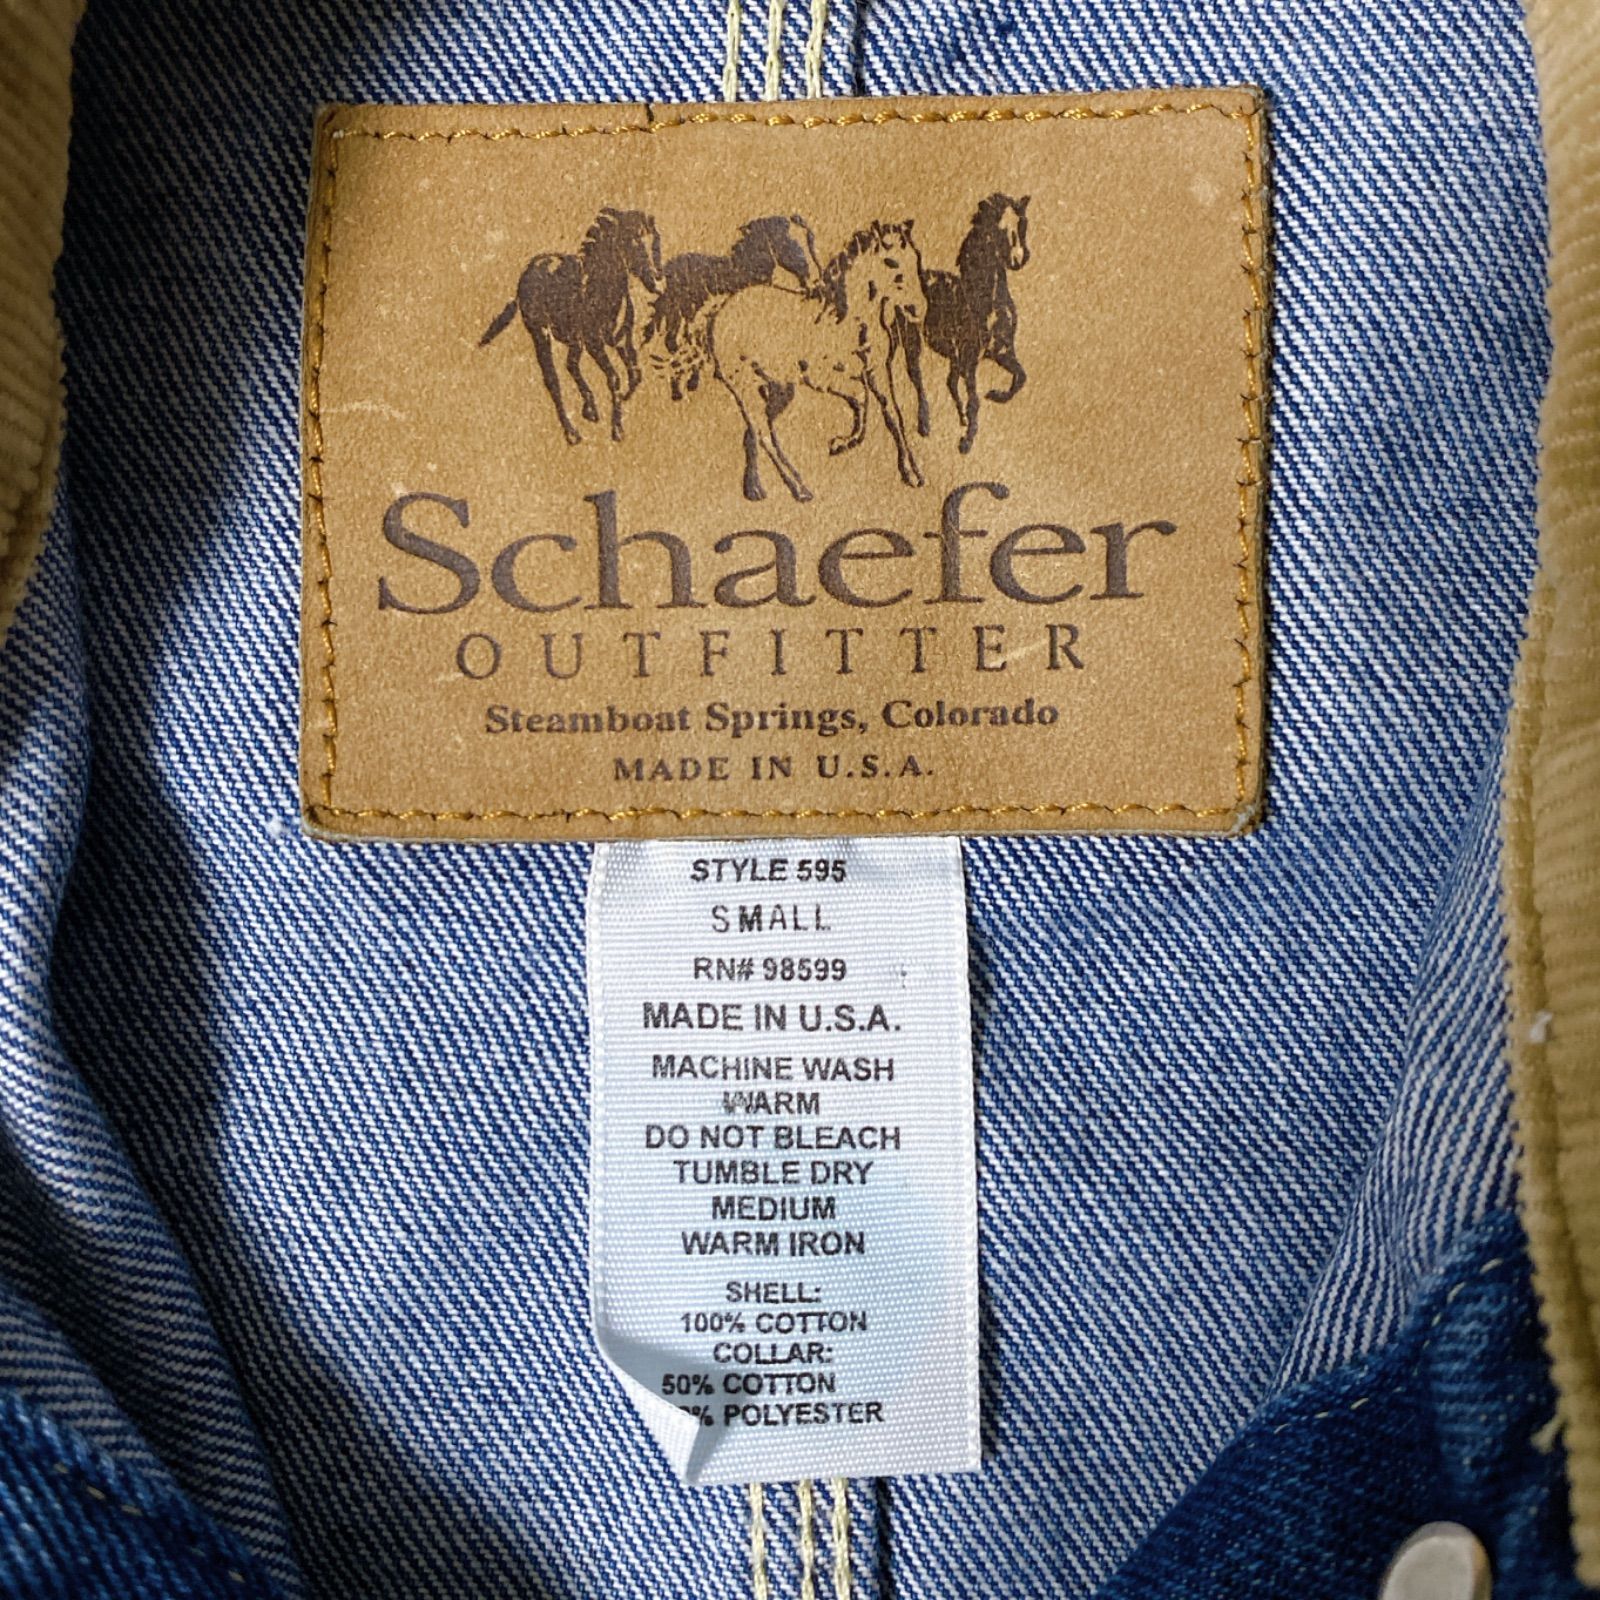 Schaefer
OUTFITTER
Steamboat Springs, Colorado
MADE IN U.S.A.
STYLE 595
SMALL
RN# 98599
MADE IN U.S.A.
MACHINE WASH
WARM
DO NOT BLEACH
TUMBLE DRY
MEDIUM
WARM IRON
SHELL:
100% COTTON
COLLAR:
50% COTTON
% POLYESTER